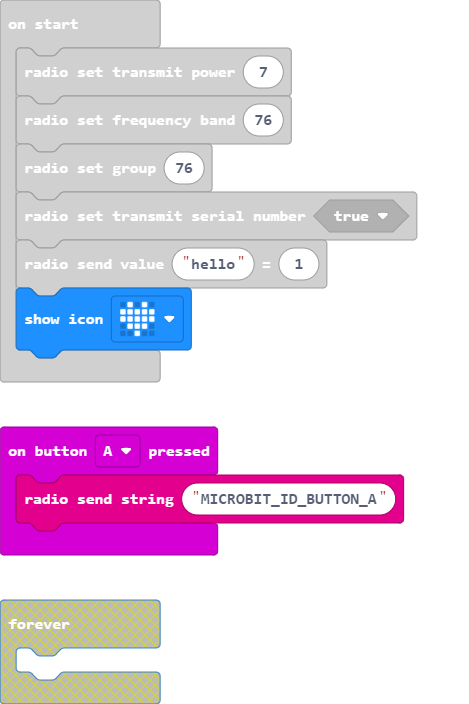 on start
radio set transmit power 7
radio set frequency band 76
radio set group 76
radio set transmit serial number true
radio send value "hello" = 1
show icon
on button A pressed
radio send string "MICROBIT_ID_BUTTON_A"
forever